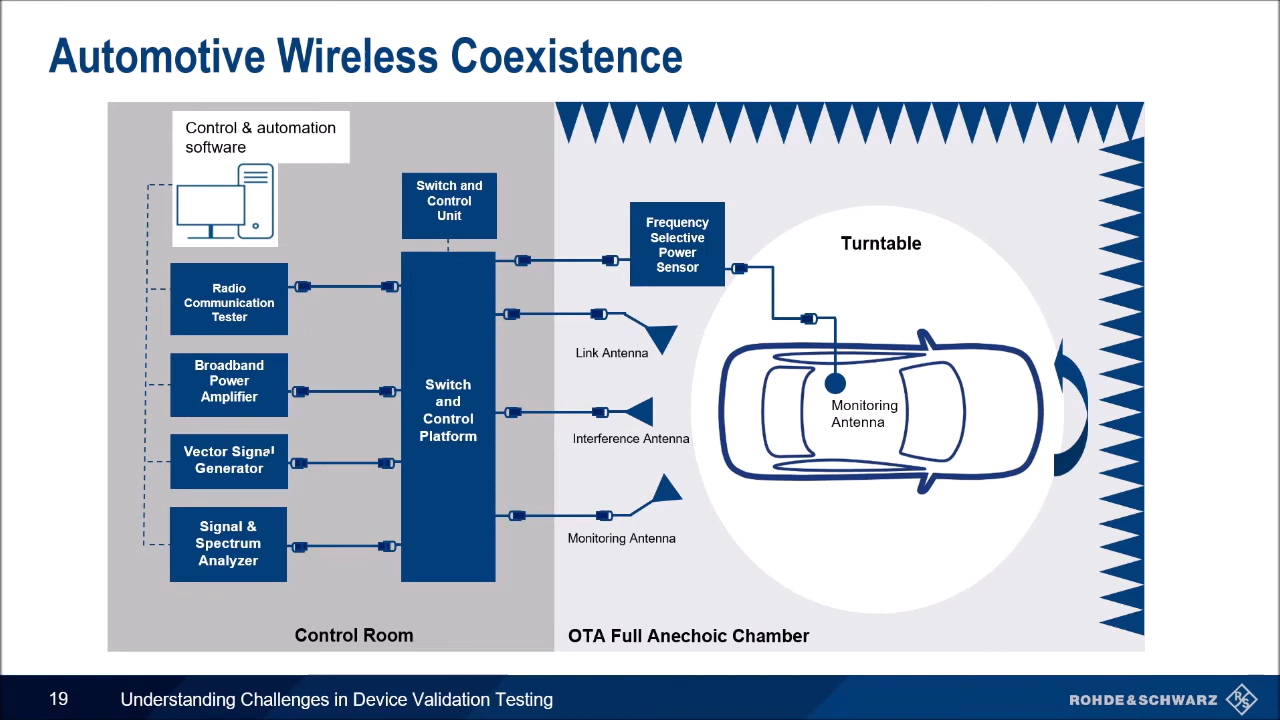 Automotive Wireless Coexistence
Control & automation
software
Switch and
Control
Unit
Radio
Communication
Tester
Broadband
Power
Amplifier
Vector Signal
Generator
Signal &
Spectrum
Analyzer
Switch
and
Control
Platform
Control Room
Frequency
Selective
Power
Sensor
Link Antenna
Interference Antenna
Monitoring Antenna
Turntable
Monitoring
Antenna
OTA Full Anechoic Chamber
19
Understanding Challenges in Device Validation Testing
ROHDE&SCHWARZ
R&S